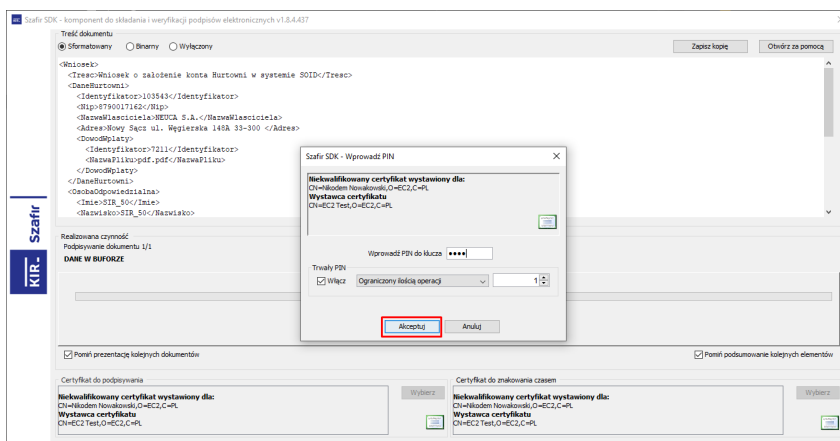 Szafir SDK - komponent do składania i weryfikacji podpisów elektronicznych v1.8.4.437
Treść dokumentu
Sformatowany Binarny Wyłączony
Zapisz kopię Otwórz za pomocą
<Wniosek>
<Tresc>Wniosek o założenie konta Hurtowni w systemie SOID</Tresc>
<DaneHurtowni>
<Identyfikator>103543</Identyfikator>
<Nip>8790017162</Nip>
<NazwaWlasciciela>NEUCA S.A.</NazwaWlasciciela>
<Adres>Nowy Sącz ul. Węgierska 148A 33-300 </Adres>
<DowodWplaty>
<Identyfikator>7211</Identyfikator>
<NazwaPliku>pdf.pdf</NazwaPliku>
</DowodWplaty>
</DaneHurtowni>
<OsobaOdpowiedzialna>
<Imie>SIR_50</Imie>
<Nazwisko>SIR_50</Nazwisko>
Szafir SDK - Wprowadź PIN
Niekwalifikowany certyfikat wystawiony dla:
CN=Nikodem Nowakowski,O=EC2,C=PL
Wystawca certyfikatu
CN=EC2 Test,O=EC2,C=PL
Wprowadź PIN do klucza
Trwały PIN
Włącz Ograniczony ilością operacji 1
Akceptuj Anuluj
KIR. Szafir
Realizowana czynność
Podpisywanie dokumentu 1/1
DANE W BUFORZE
Pomiń prezentację kolejnych dokumentów
Pomiń podsumowanie kolejnych elementów
Certyfikat do podpisywania
Niekwalifikowany certyfikat wystawiony dla:
CN=Nikodem Nowakowski,O=EC2,C=PL
Wystawca certyfikatu
CN=EC2 Test,O=EC2,C=PL
Wybierz
Certyfikat do znakowania czasem
Niekwalifikowany certyfikat wystawiony dla:
CN=Nikodem Nowakowski,O=EC2,C=PL
Wystawca certyfikatu
CN=EC2 Test,O=EC2,C=PL
Wybierz